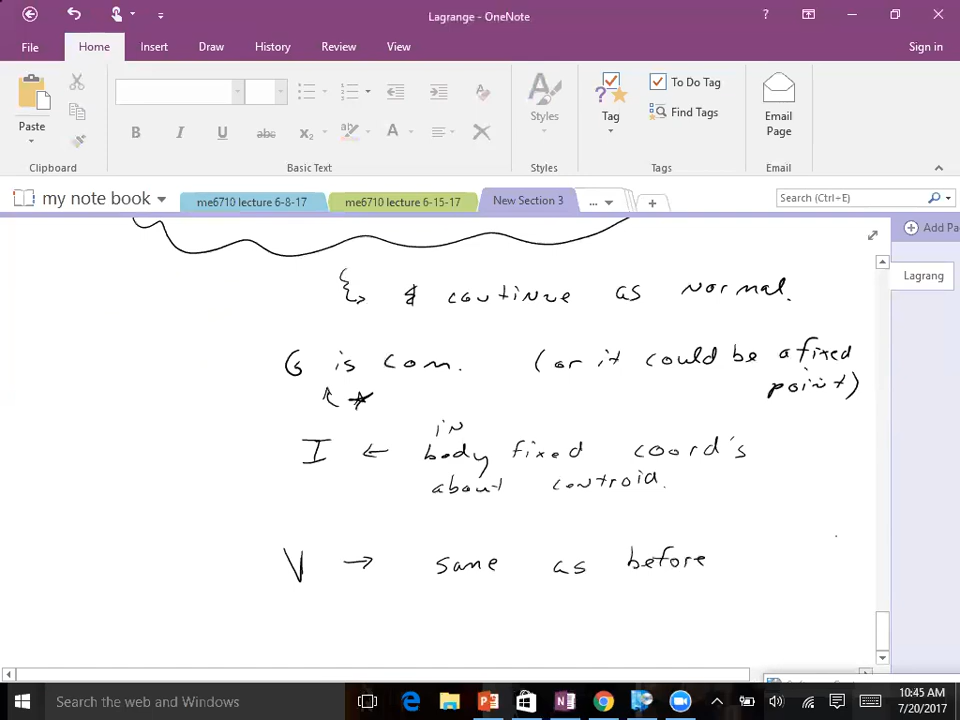 Lagrange - OneNote
?
File
Home
Insert
Draw
History
Review
View
Sign in
Paste
Clipboard
B I U abc x₂ A
Basic Text
Styles
Styles
Tag
To Do Tag
Find Tags
Tags
Email Page
Email
my note book
me6710 lecture 6-8-17
me6710 lecture 6-15-17
New Section 3
...
Search (Ctrl+E)
Add Pa
Lagrang
& continue as normal.
G is com. (or it could be a fixed
point)
in
I ← body fixed coord's
about centroid.
V → same as before
Search the web and Windows
10:45 AM
7/20/2017